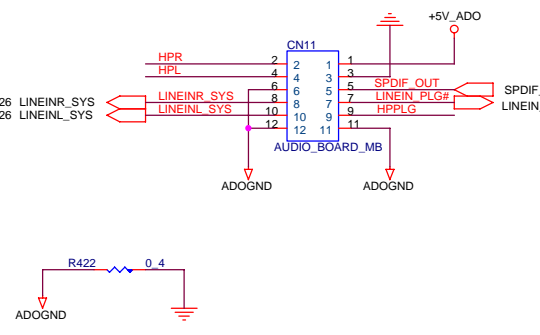 +5V_ADO
CN11
HPR 2 2 1 1
HPL 4 4 3 3
6 6 5 5 SPDIF_OUT SPDIF_
26 LINEINR_SYS LINEINR_SYS 8 8 7 7 LINEIN_PLG# LINEIN_
26 LINEINL_SYS LINEINL_SYS 10 10 9 9 HPPLG
12 12 11 11
AUDIO_BOARD_MB
ADOGND ADOGND
R422 0_4
ADOGND